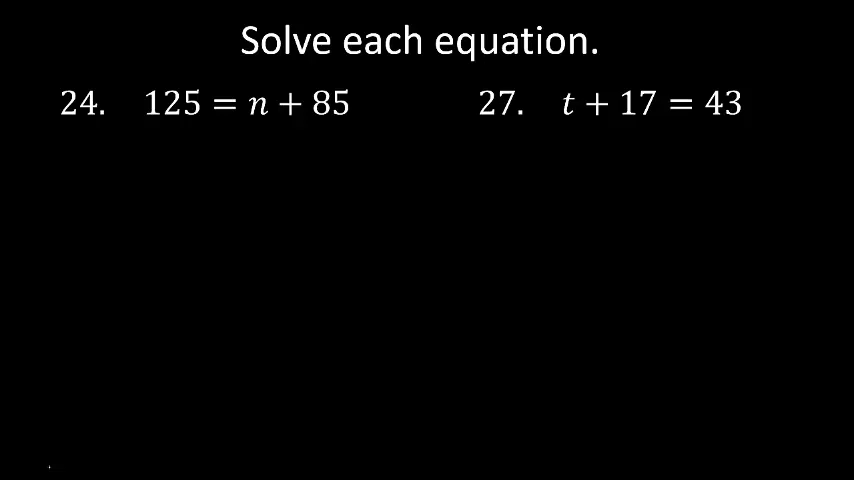 Solve each equation.
24. 125 = n + 85
27. t + 17 = 43